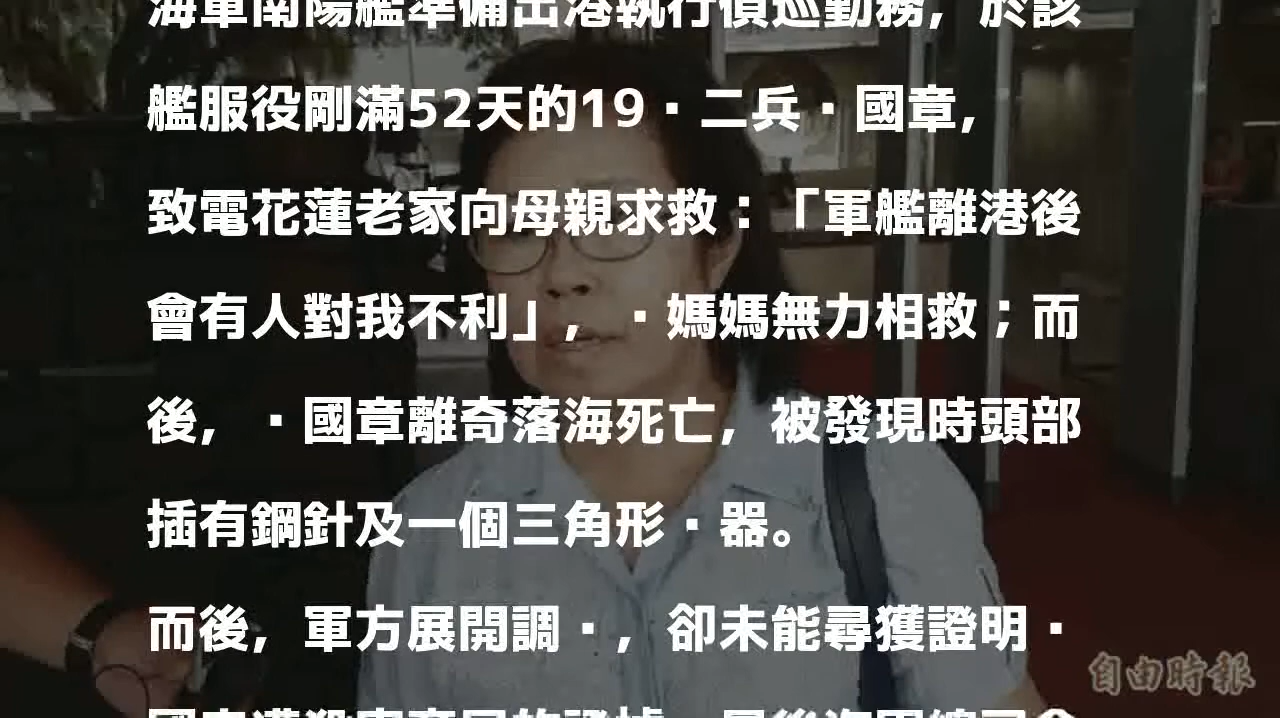 海軍南陽艦準備出港執行偵巡勤務，於該
艦服役剛滿52天的19·二兵·國章，
致電花蓮老家向母親求救：「軍艦離港後
會有人對我不利」，·媽媽無力相救；而
後，·國章離奇落海死亡，被發現時頭部
插有鋼針及一個三角形·器。
而後，軍方展開調·，卻未能尋獲證明·
自由時報